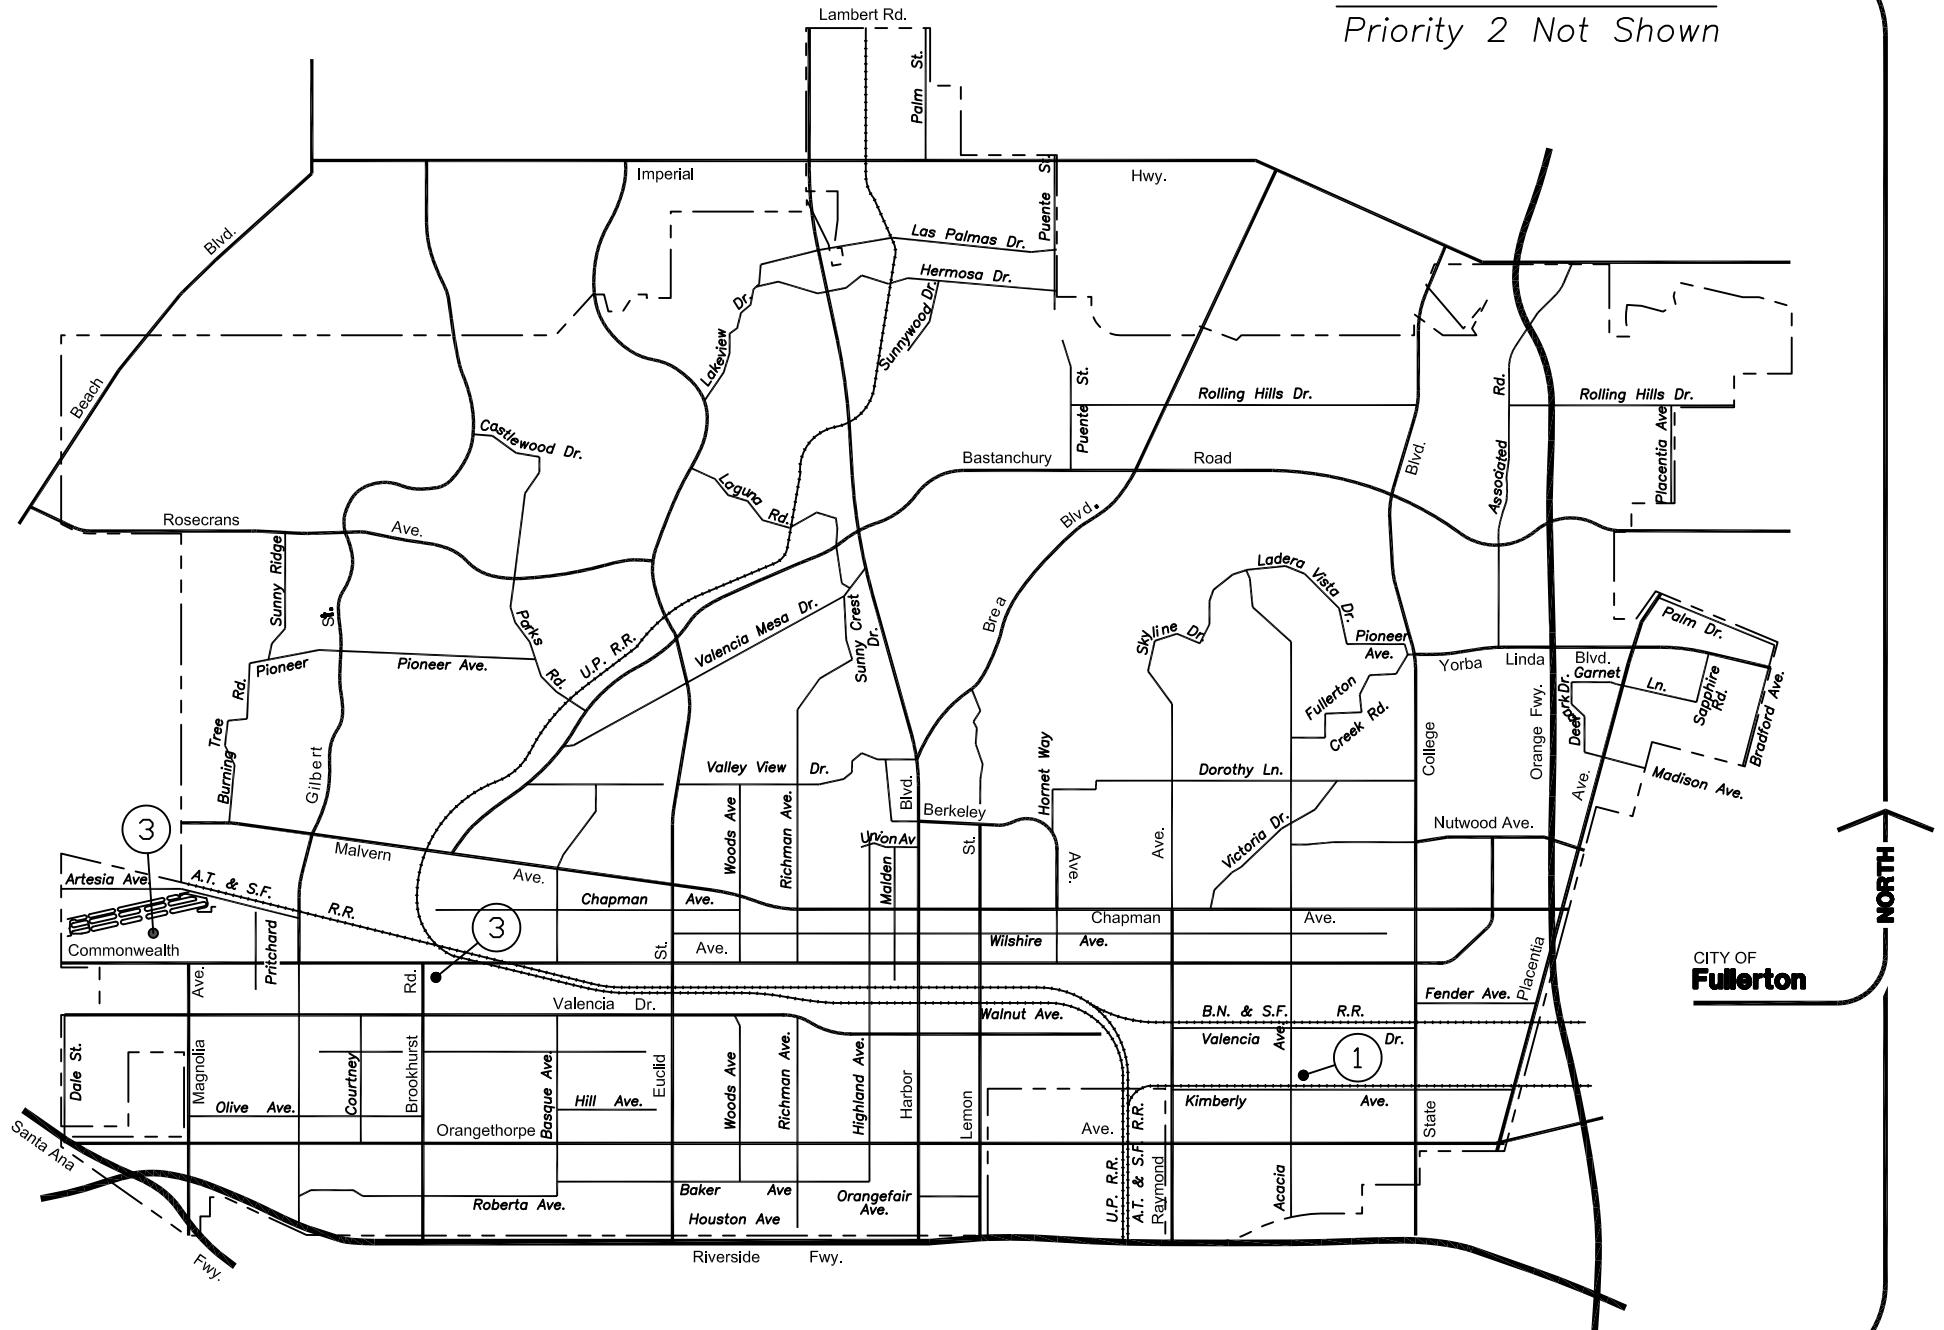 Lambert Rd.
Priority 2 Not Shown
Palm St.
Imperial
Hwy.
Puente St.
Blvd.
Las Palmas Dr.
Hermosa Dr.
Lakeview Dr.
Sunnywood Dr.
Beach
Puente St.
Rolling Hills Dr.
Rd.
Rolling Hills Dr.
Castlewood Dr.
Placentia Ave
Bastanchury
Road
Blvd.
Associated
Laguna Rd.
Rosecrans
Ave.
Blvd.
Sunny Ridge
St.
Ladera Vista Dr.
Valencia Mesa Dr.
Sunny Crest Dr.
Brea
Parks
Rd.
U.P. R.R.
Skyline Dr.
Pioneer
Ave.
Palm Dr.
Pioneer
Pioneer Ave.
Yorba
Linda
Blvd.
Garnet
Ln.
Sapphire Rd.
Bradford Ave.
Deer Park Dr.
Burning Tree Rd.
Fullerton
Creek Rd.
Gilbert
College
Orange Fwy.
Hornet Way
Valley View
Dr.
Dorothy Ln.
Madison Ave.
Blvd.
Ave.
Berkeley
Woods Ave
Richman Ave.
3
Malvern
Union Av
St.
Ave.
Ave.
Victoria Dr.
Nutwood Ave.
Ave.
Malden
Artesia Ave.
A.T. & S.F.
R.R.
Chapman
Ave.
Chapman
Ave.
NORTH
3
Commonwealth
Pritchard
St.
Ave.
Wilshire
Ave.
CITY OF
Fullerton
Ave.
Rd.
Valencia
Dr.
Fender Ave.
Placentia
Walnut Ave.
B.N. & S.F.
R.R.
Valencia
Ave.
Dr.
1
Dale St.
Magnolia
Courtney
Brookhurst
Basque Ave.
Euclid
Woods Ave
Richman Ave.
Highland Ave.
Harbor
Lemon
Olive Ave.
Hill Ave.
Kimberly
Ave.
Santa Ana
Orangethorpe
Ave.
State
U.P. R.R.
A.T. & S.F. R.R.
Raymond
Acacia
Roberta Ave.
Baker
Ave
Orangefair
Ave.
Houston Ave
Riverside
Fwy.
Fwy.